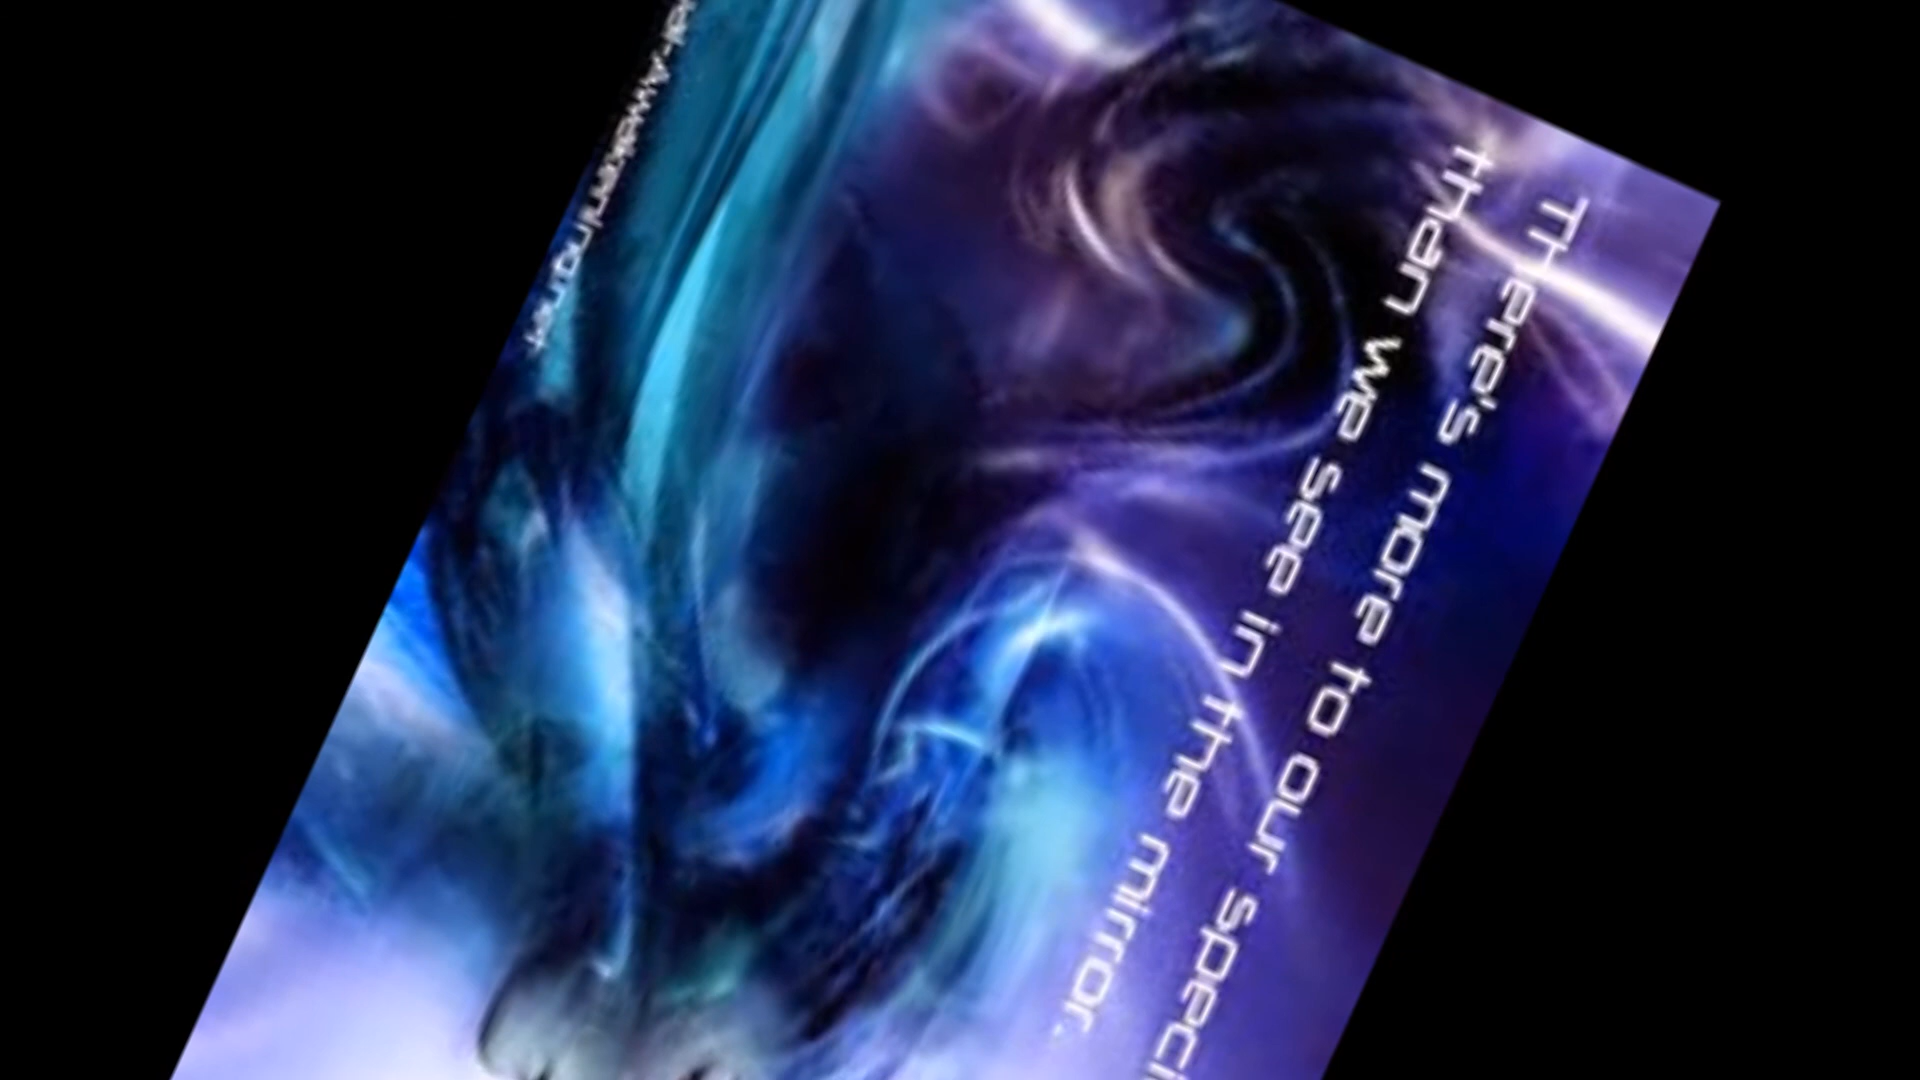 There's more to our speci
than we see in the mirror.